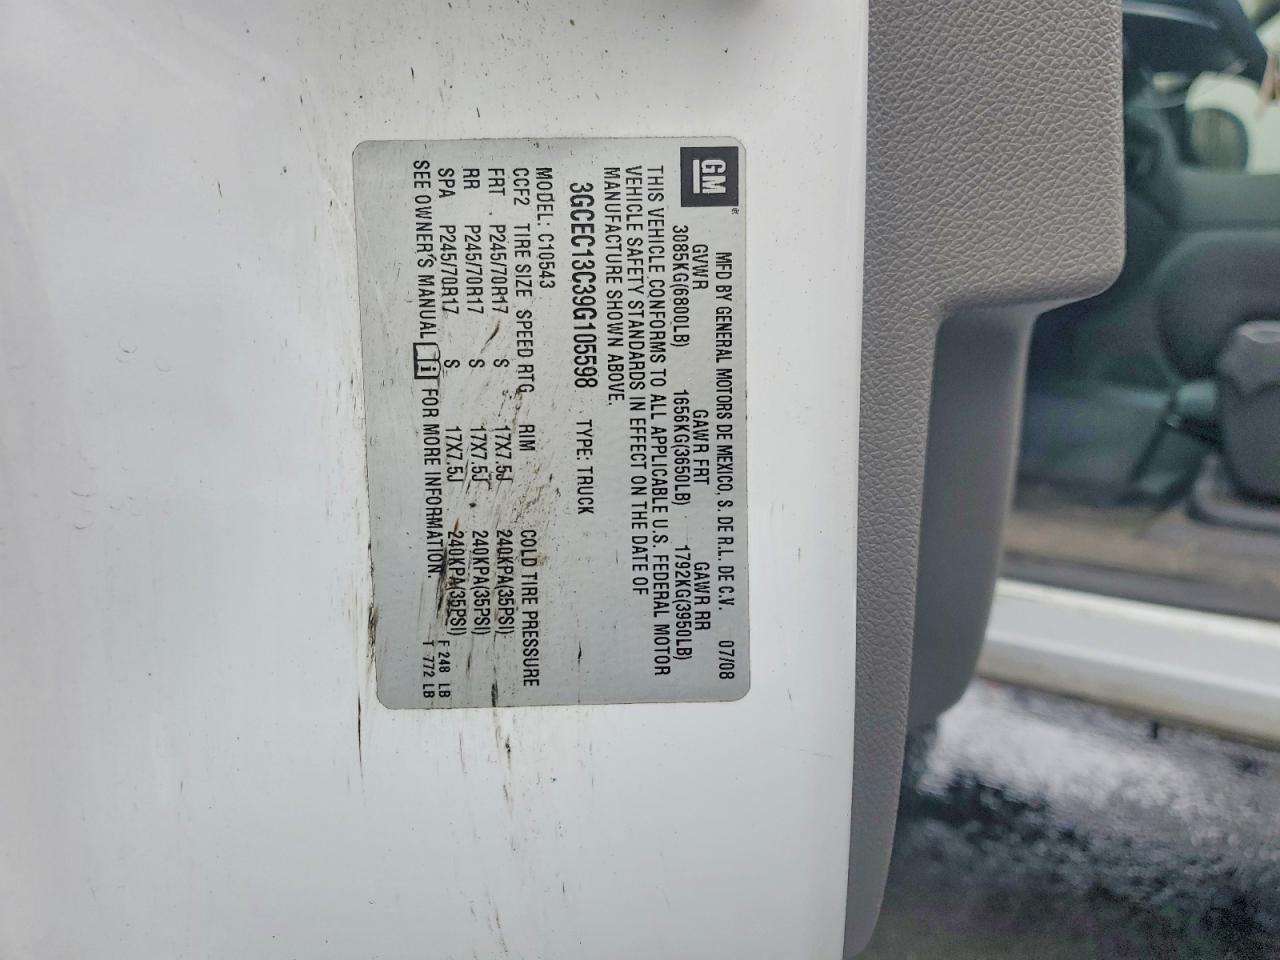 GM
MFD BY GENERAL MOTORS DE MEXICO, S. DE R.L. DE C.V. 07/08
GVWR GAWR FRT GAWR RR
3085KG(6800LB) 1656KG(3650LB) 1792KG(3950LB)
THIS VEHICLE CONFORMS TO ALL APPLICABLE U.S. FEDERAL MOTOR
VEHICLE SAFETY STANDARDS IN EFFECT ON THE DATE OF
MANUFACTURE SHOWN ABOVE.
3GCEC13C39G105598 TYPE: TRUCK
MODEL: C10543
CCF2 TIRE SIZE SPEED RTG RIM COLD TIRE PRESSURE
FRT P245/70R17 S 17X7.5J 240KPA(35PSI)
RR P245/70R17 S 17X7.5J 240KPA(35PSI)
SPA P245/70R17 S 17X7.5J 240KPA(35PSI) F 248 LB
SEE OWNER'S MANUAL i FOR MORE INFORMATION. T 772 LB